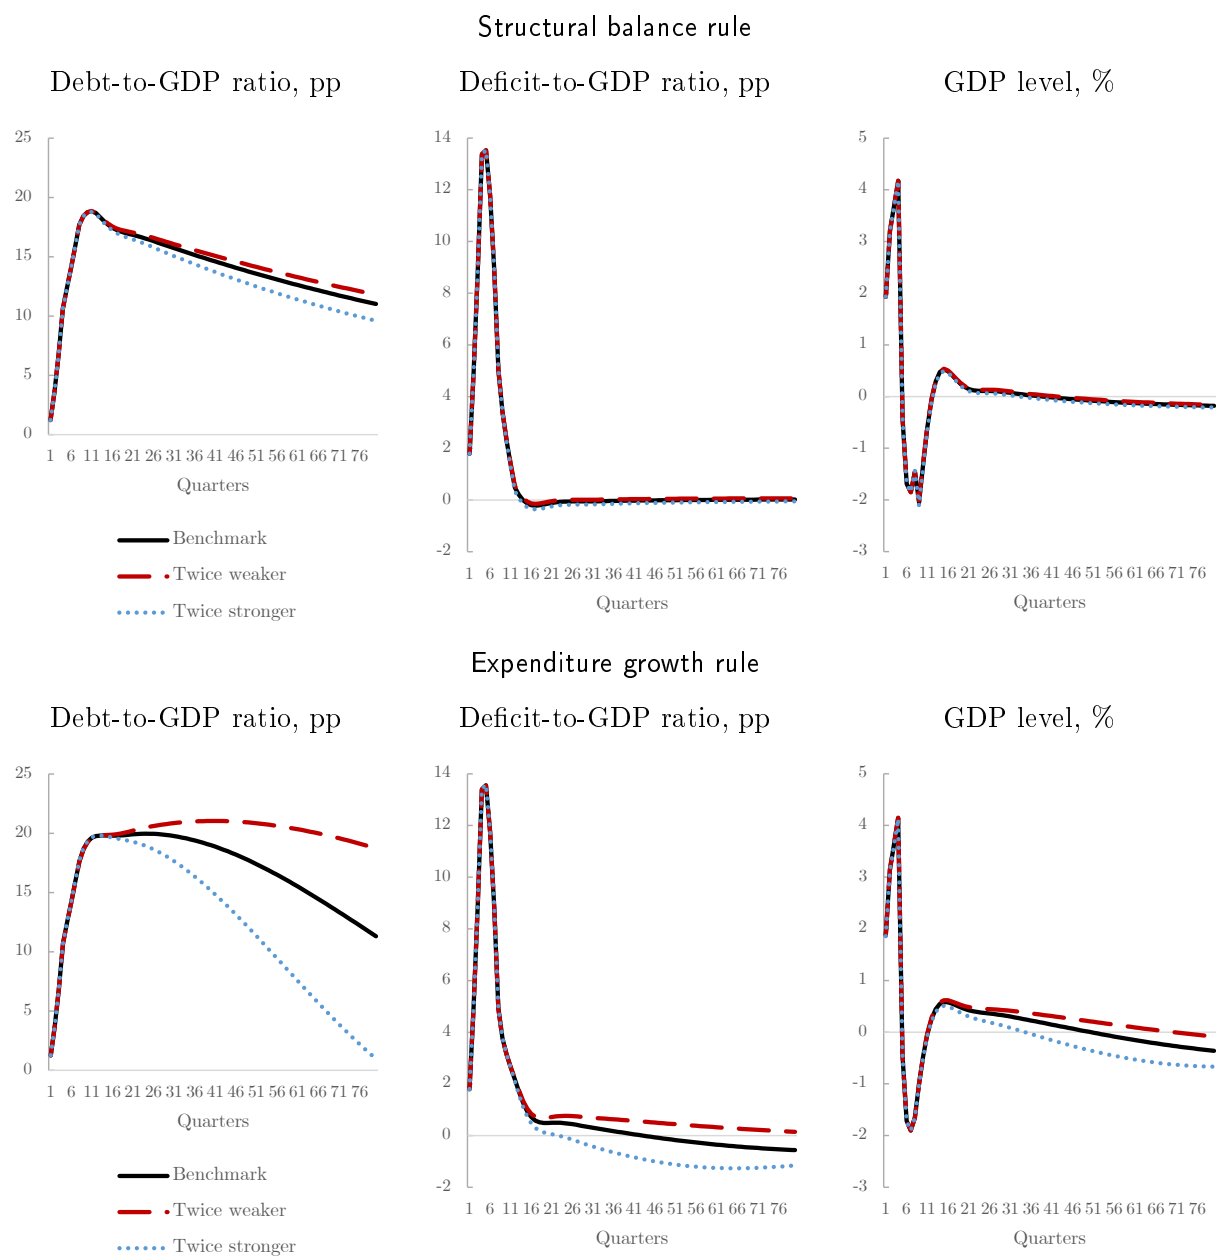 Structural balance rule
Debt-to-GDP ratio, pp
Deficit-to-GDP ratio, pp
GDP level, %
25
20
15
10
5
0
1 6 11 16 21 26 31 36 41 46 51 56 61 66 71 76
Quarters
Benchmark
Twice weaker
Twice stronger
14
12
10
8
6
4
2
0
-2
1 6 11 16 21 26 31 36 41 46 51 56 61 66 71 76
Quarters
5
4
3
2
1
0
-1
-2
-3
1 6 11 16 21 26 31 36 41 46 51 56 61 66 71 76
Quarters
Expenditure growth rule
Debt-to-GDP ratio, pp
Deficit-to-GDP ratio, pp
GDP level, %
25
20
15
10
5
0
1 6 11 16 21 26 31 36 41 46 51 56 61 66 71 76
Quarters
Benchmark
Twice weaker
Twice stronger
14
12
10
8
6
4
2
0
-2
1 6 11 16 21 26 31 36 41 46 51 56 61 66 71 76
Quarters
5
4
3
2
1
0
-1
-2
-3
1 6 11 16 21 26 31 36 41 46 51 56 61 66 71 76
Quarters